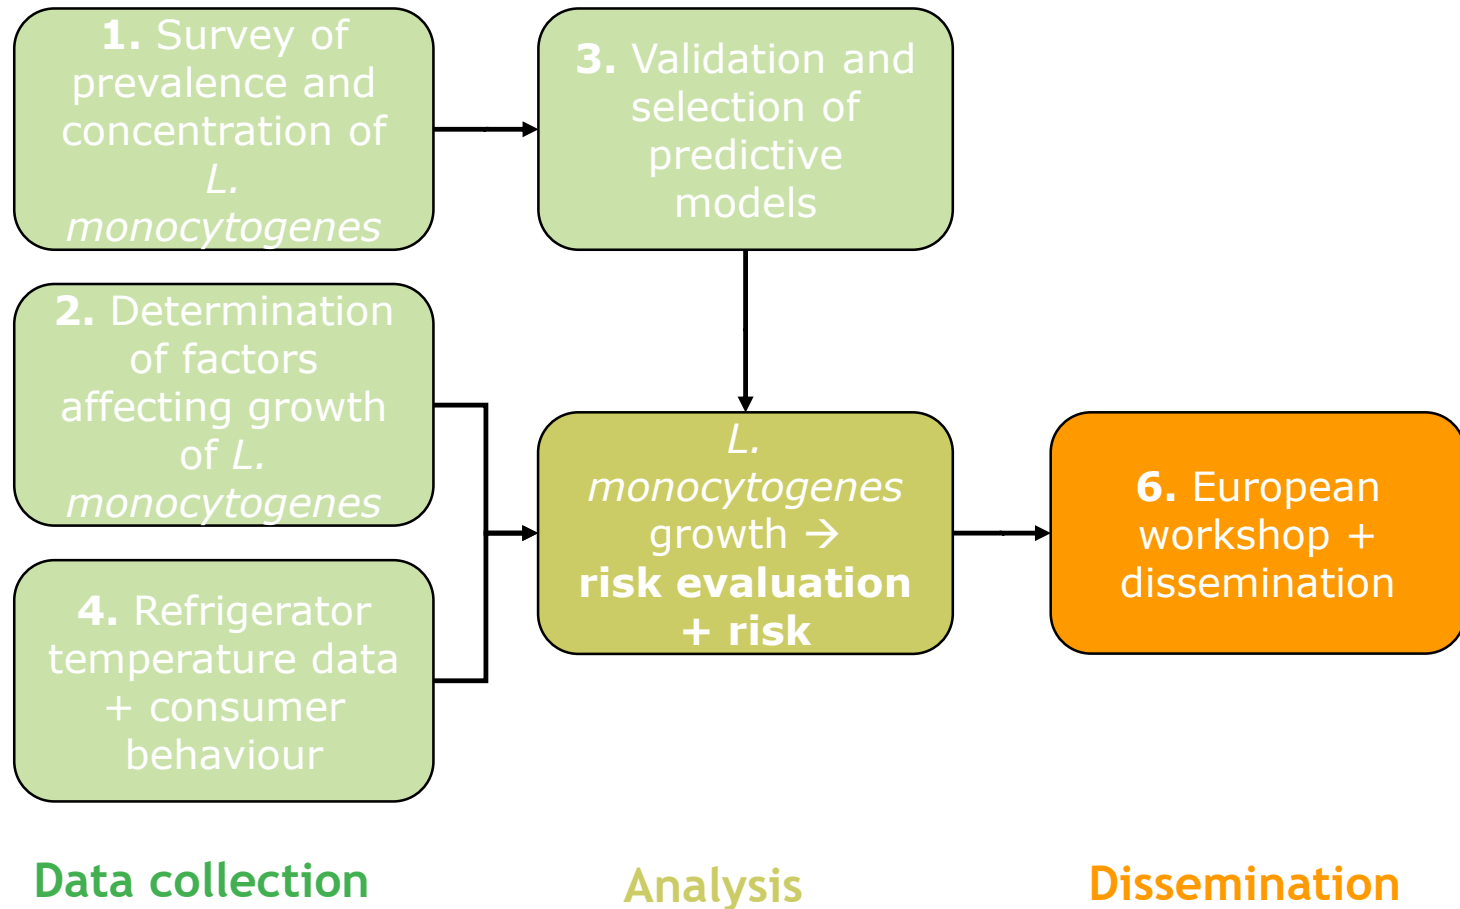 1. Survey of
prevalence and
concentration of
L.
monocytogenes
3. Validation and
selection of
predictive
models
2. Determination
of factors
affecting growth
of L.
monocytogenes
4. Refrigerator
temperature data
+ consumer
behaviour
L.
monocytogenes
growth →
risk evaluation
+ risk
6. European
workshop +
dissemination
Data collection
Analysis
Dissemination